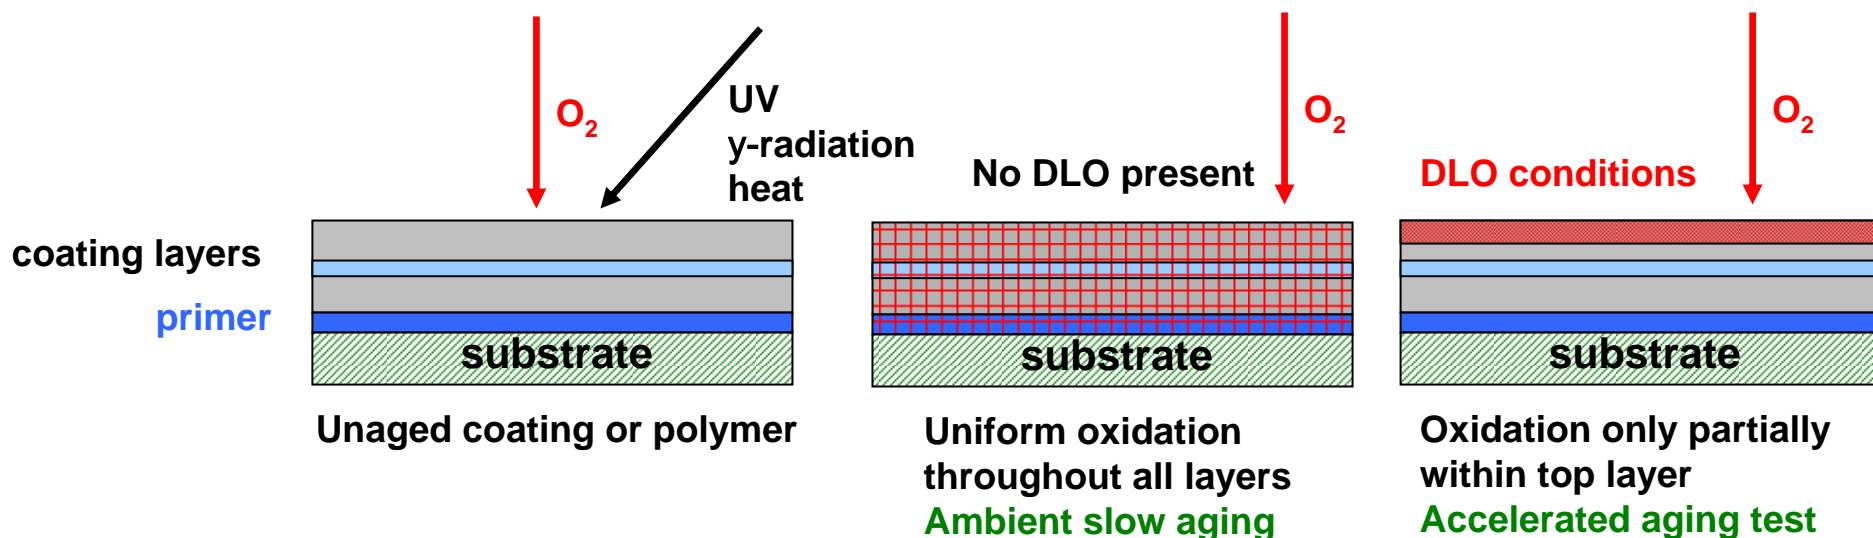 O2
UV
y-radiation
heat
coating layers
primer
substrate
Unaged coating or polymer
O2
No DLO present
substrate
Uniform oxidation
throughout all layers
Ambient slow aging
O2
DLO conditions
substrate
Oxidation only partially
within top layer
Accelerated aging test